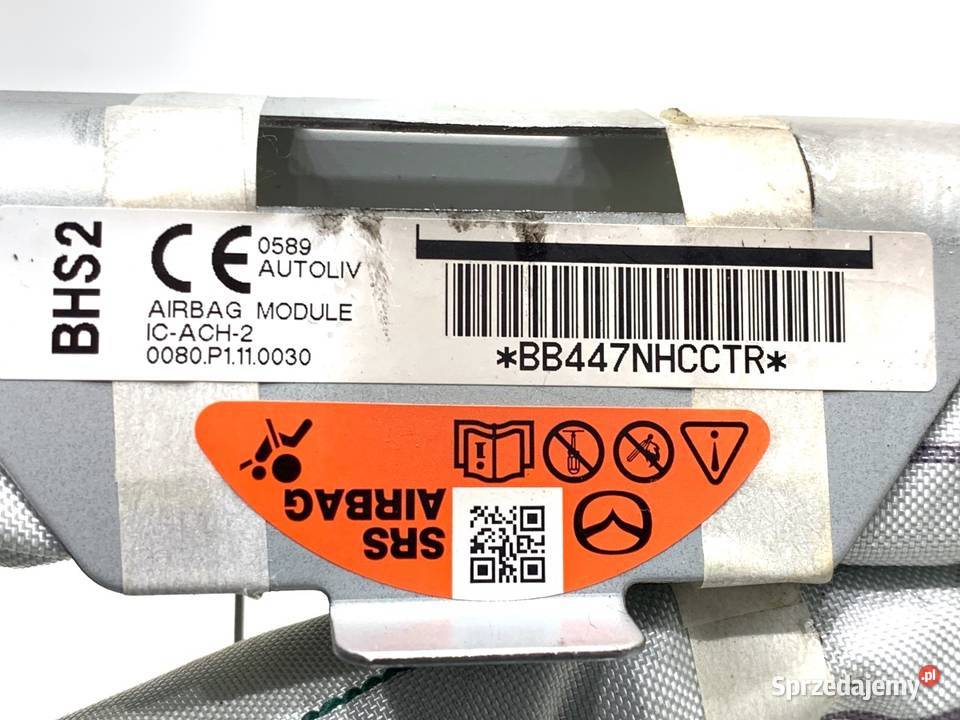 BHS2
CE 0589
AUTOLIV
AIRBAG MODULE
IC-ACH-2
0080.P1.11.0030
*BB447NHCCTR*
SRS
AIRBAG
Sprzedajemy.pl